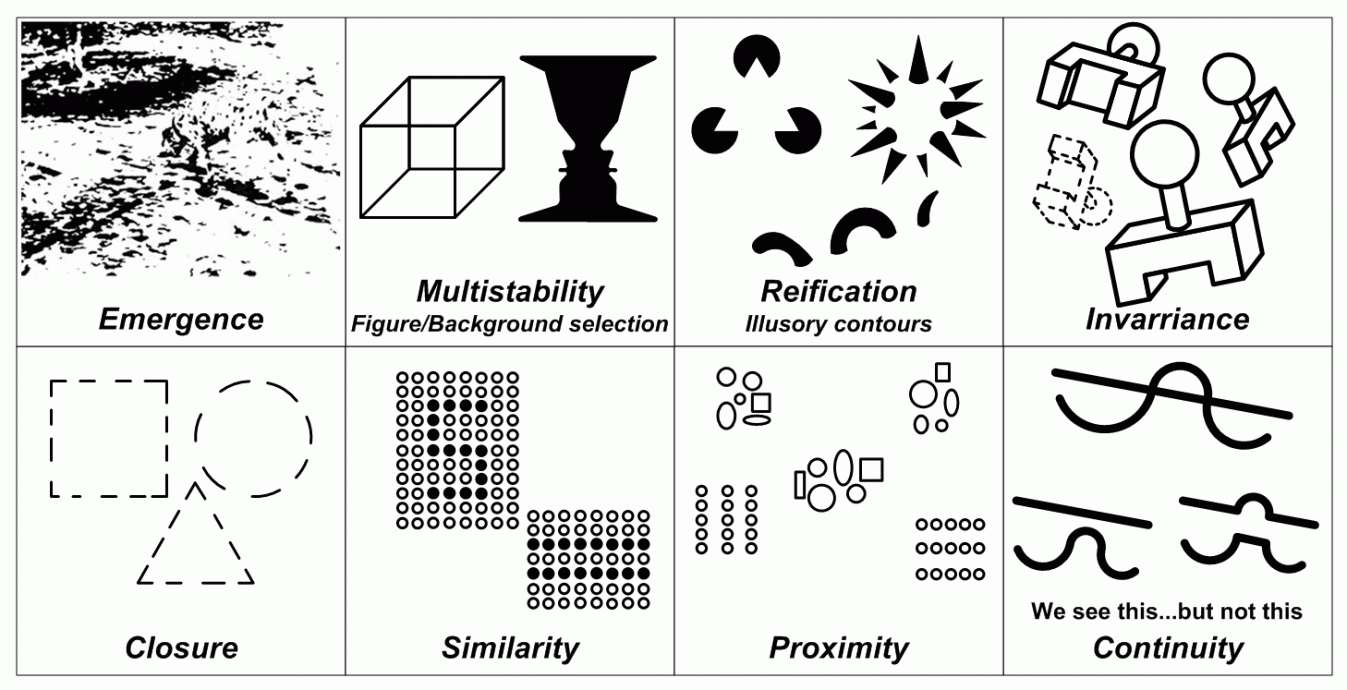 Emergence
Multistability
Figure/Background selection
Reification
Illusory contours
Invarriance
Closure
Similarity
Proximity
We see this...but not this
Continuity